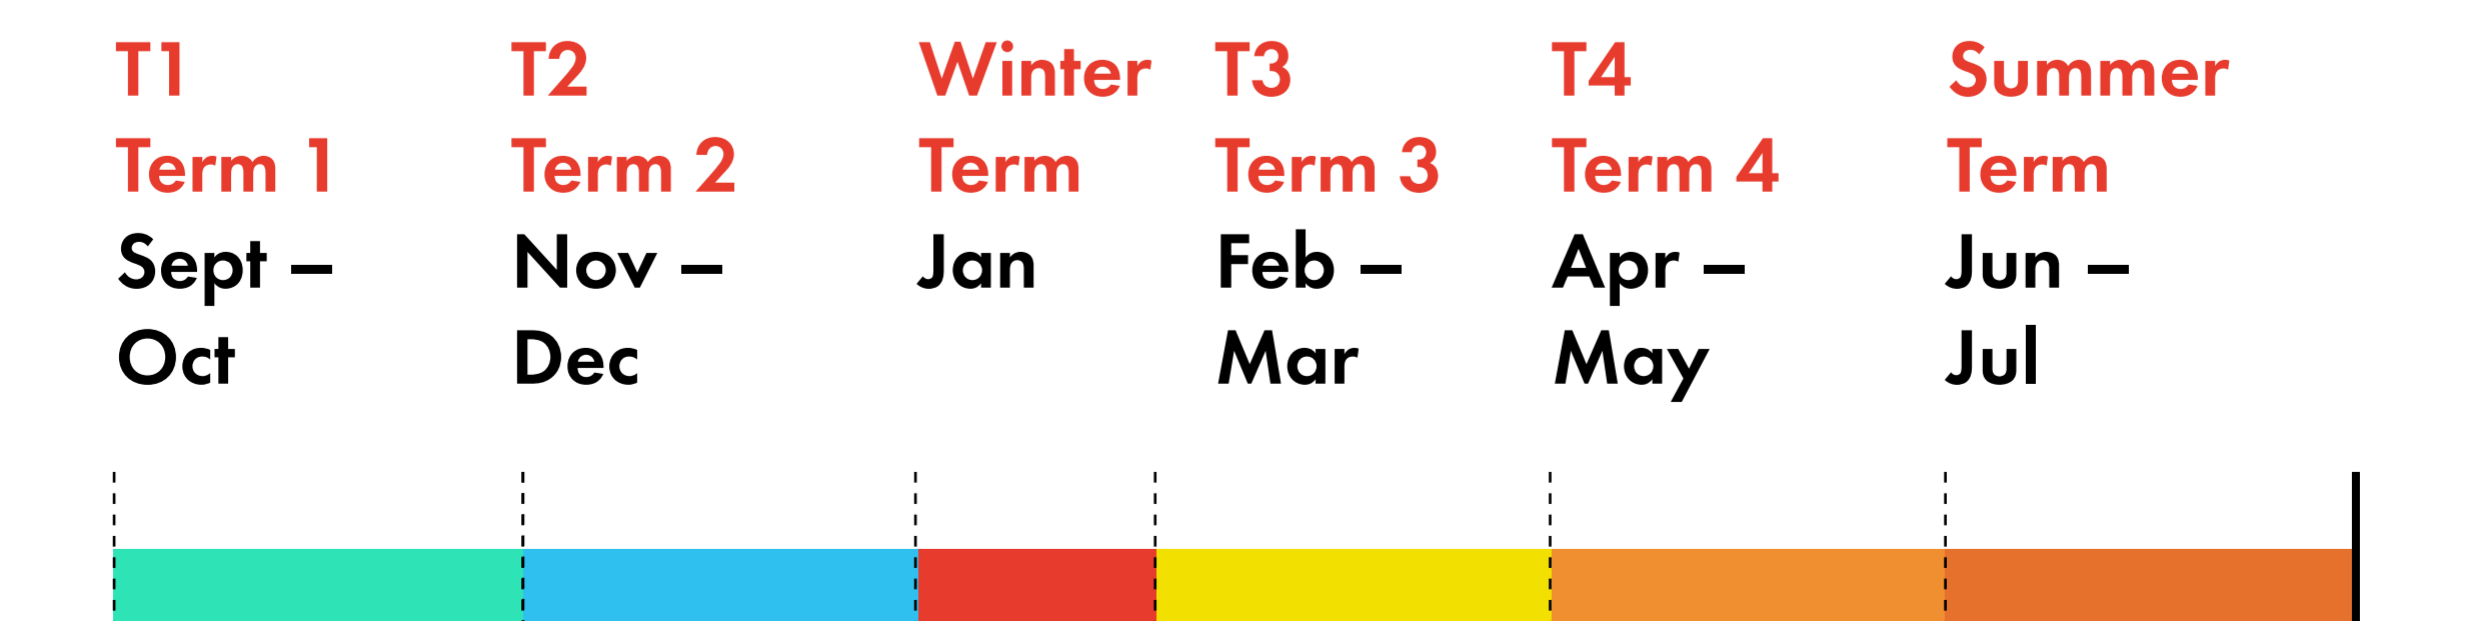 T1
Term 1
Sept –
Oct
T2
Term 2
Nov –
Dec
Winter
Term
Jan
T3
Term 3
Feb –
Mar
T4
Term 4
Apr –
May
Summer
Term
Jun –
Jul